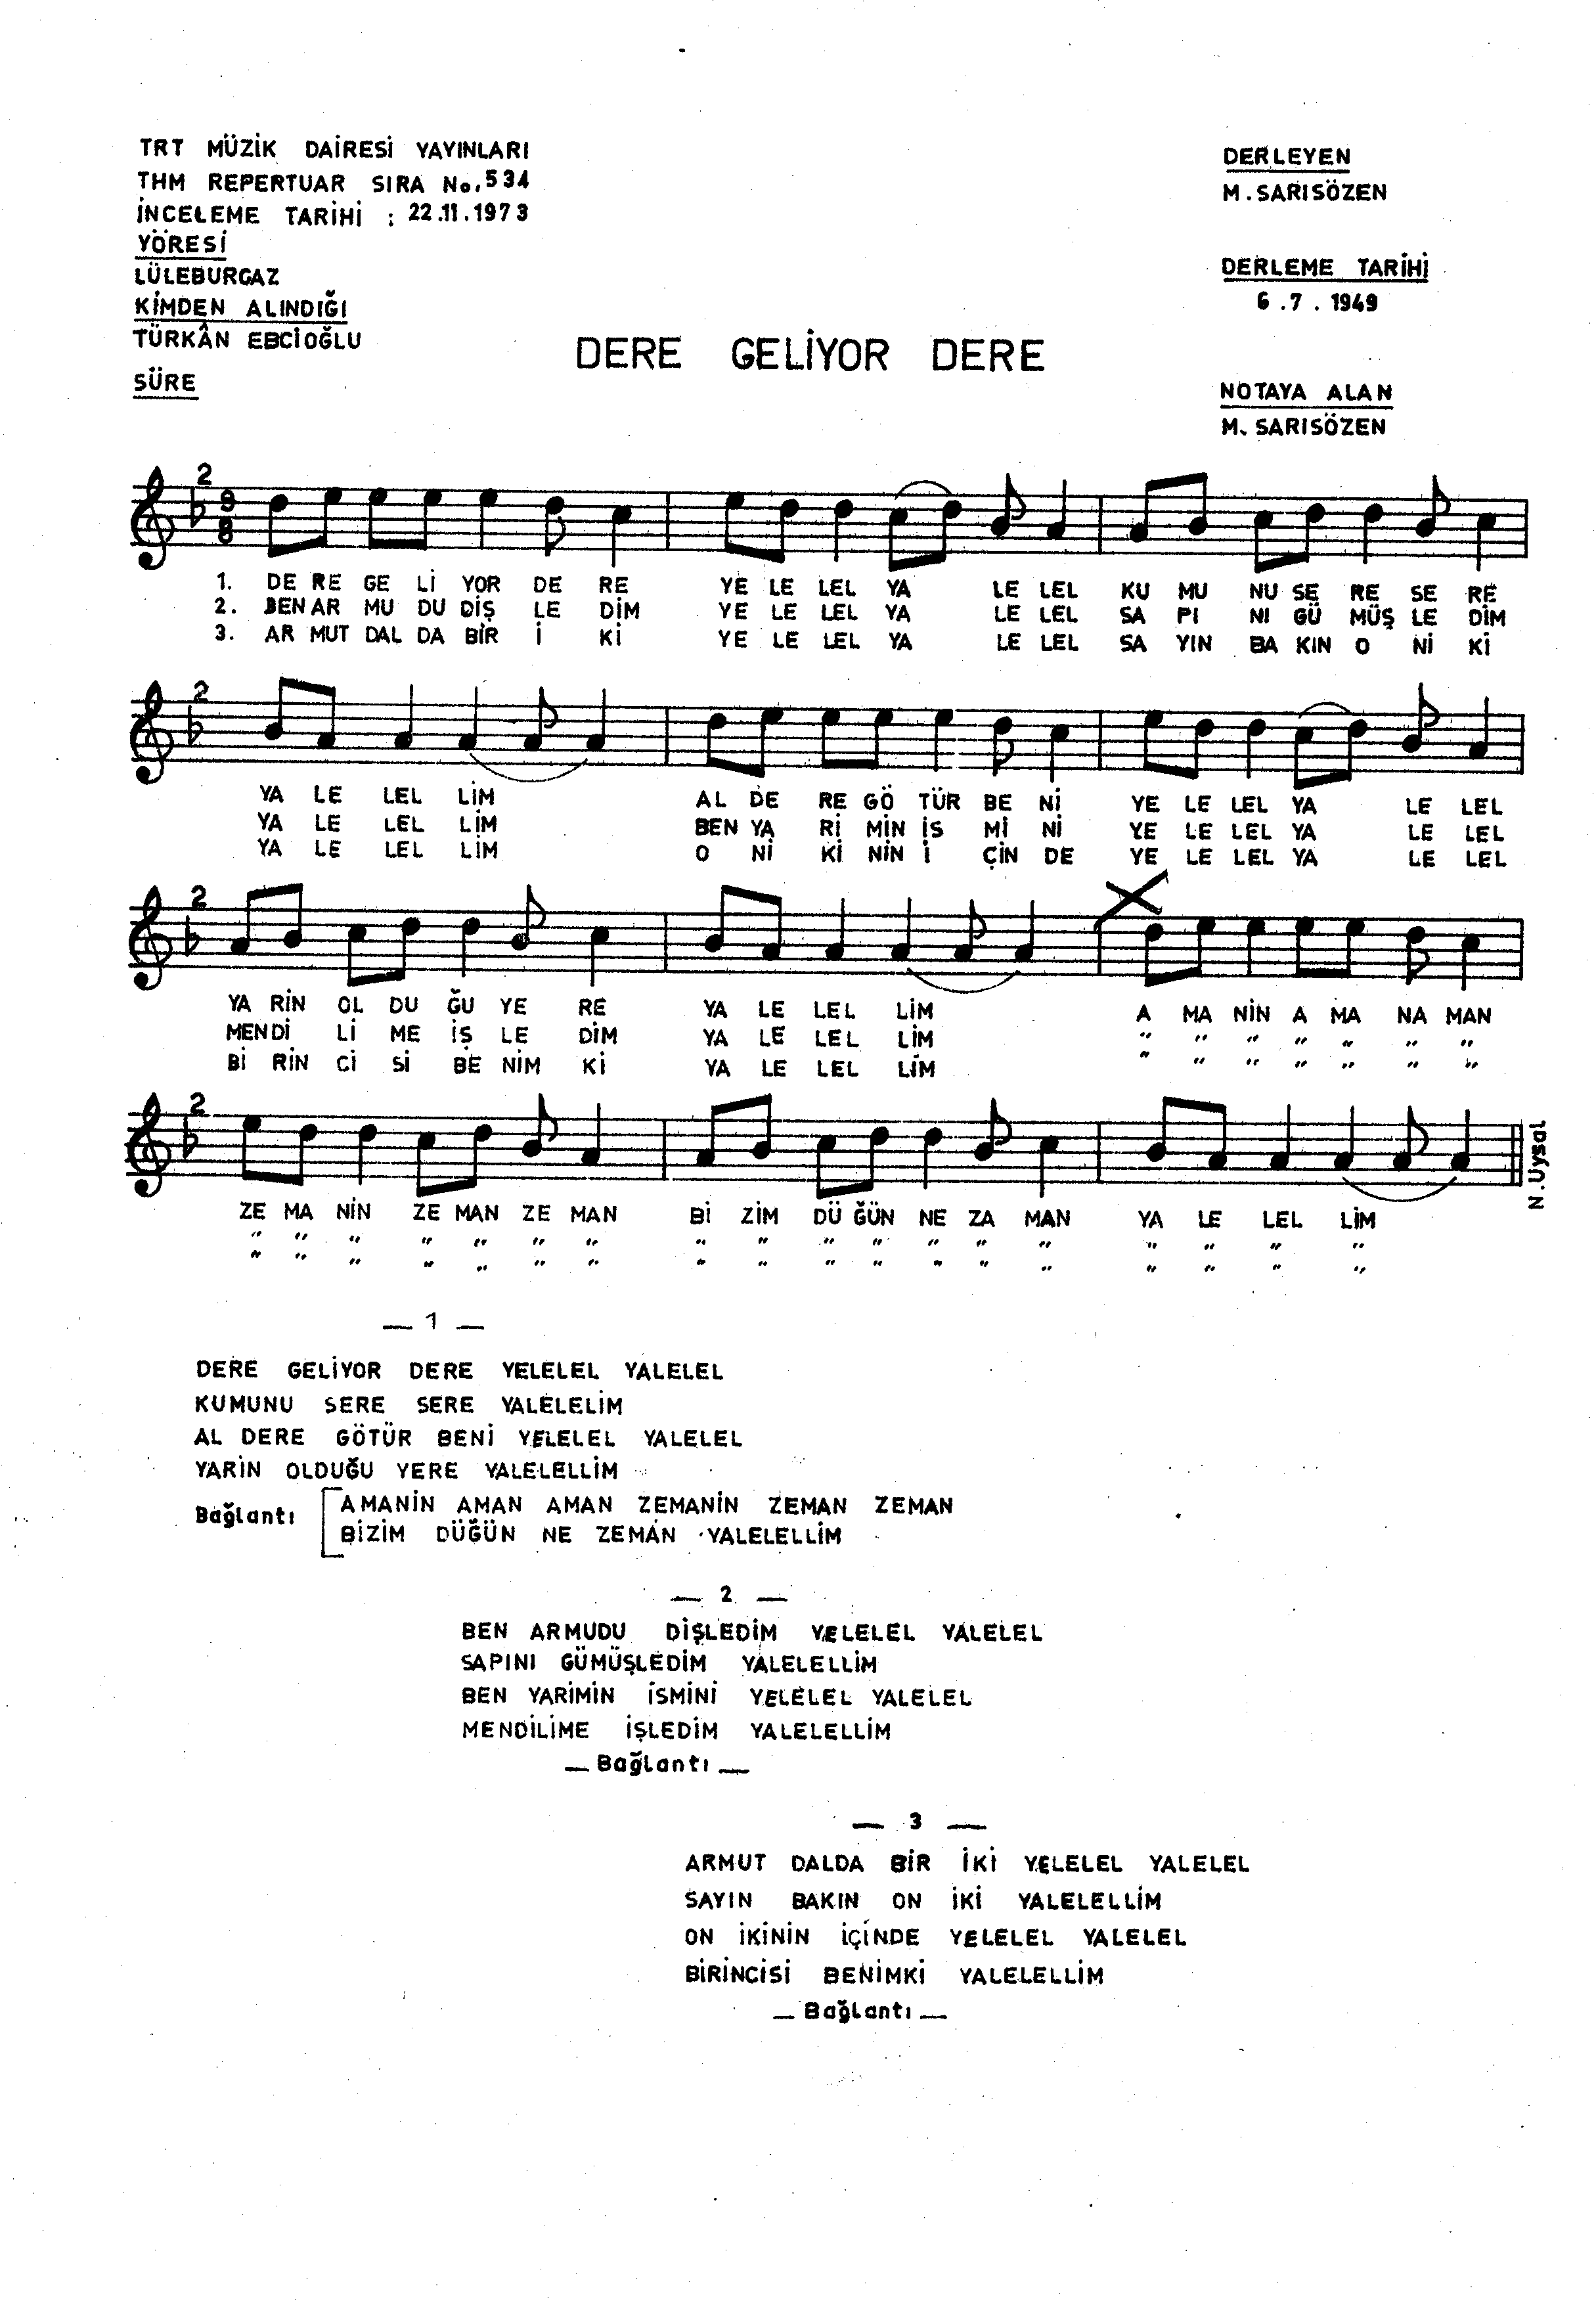 TRT MÜZİK DAİRESİ YAYINLARI
THM REPERTUAR SIRA No. 534
İNCELEME TARİHİ : 22.11.1973
YÖRESİ
LÜLEBURGAZ
KİMDEN ALINDIĞI
TÜRKÂN EBCİOĞLU
SÜRE
DERLEYEN
M. SARISÖZEN
DERLEME TARİHİ
6.7.1949
NOTAYA ALAN
M. SARISÖZEN
DERE GELİYOR DERE
2 9
8
1. DE RE GE Lİ YOR DE RE YE LE LEL YA LE LEL KU MU NU SE RE SE RE
2. BEN AR MU DU DİŞ LE DİM YE LE LEL YA LE LEL SA PI NI GÜ MÜŞ LE DİM
3. AR MUT DAL DA BİR İ Kİ YE LE LEL YA LE LEL SA YIN BA KIN O Nİ Kİ
2
YA LE LEL LİM AL DE RE GÖ TÜR BE Nİ YE LE LEL YA LE LEL
YA LE LEL LİM BEN YA Rİ MİN İS Mİ Nİ YE LE LEL YA LE LEL
YA LE LEL LİM O Nİ Kİ NİN İ ÇİN DE YE LE LEL YA LE LEL
2
YA RİN OL DU ĞU YE RE YA LE LEL LİM A MA NİN A MA NA MAN
MEN Dİ Lİ ME İŞ LE DİM YA LE LEL LİM " " " " " " "
Bİ RİN Cİ Sİ BE NİM Kİ YA LE LEL LİM " " " " " " "
2
ZE MA NİN ZE MAN ZE MAN Bİ ZİM DÜ ĞÜN NE ZA MAN YA LE LEL LİM
" " " " " " " " " " " " " " " " " "
" " " " " " " " " " " " " " " " " "
N. Uysal
— 1 —
DERE GELİYOR DERE YELELEL YALELEL
KUMUNU SERE SERE YALELELİM
AL DERE GÖTÜR BENİ YELELEL YALELEL
YARİN OLDUĞU YERE YALELELLİM
Bağlantı
AMANİN AMAN AMAN ZEMANİN ZEMAN ZEMAN
BİZİM DÜĞÜN NE ZEMAN YALELELLİM
— 2 —
BEN ARMUDU DİŞLEDİM YELELEL YALELEL
SAPINI GÜMÜŞLEDİM YALELELLİM
BEN YARİMİN İSMİNİ YELELEL YALELEL
MENDİLİME İŞLEDİM YALELELLİM
— Bağlantı —
— 3 —
ARMUT DALDA BİR İKİ YELELEL YALELEL
SAYIN BAKIN ON İKİ YALELELLİM
ON İKİNİN İÇİNDE YELELEL YALELEL
BİRİNCİSİ BENİMKİ YALELELLİM
— Bağlantı —